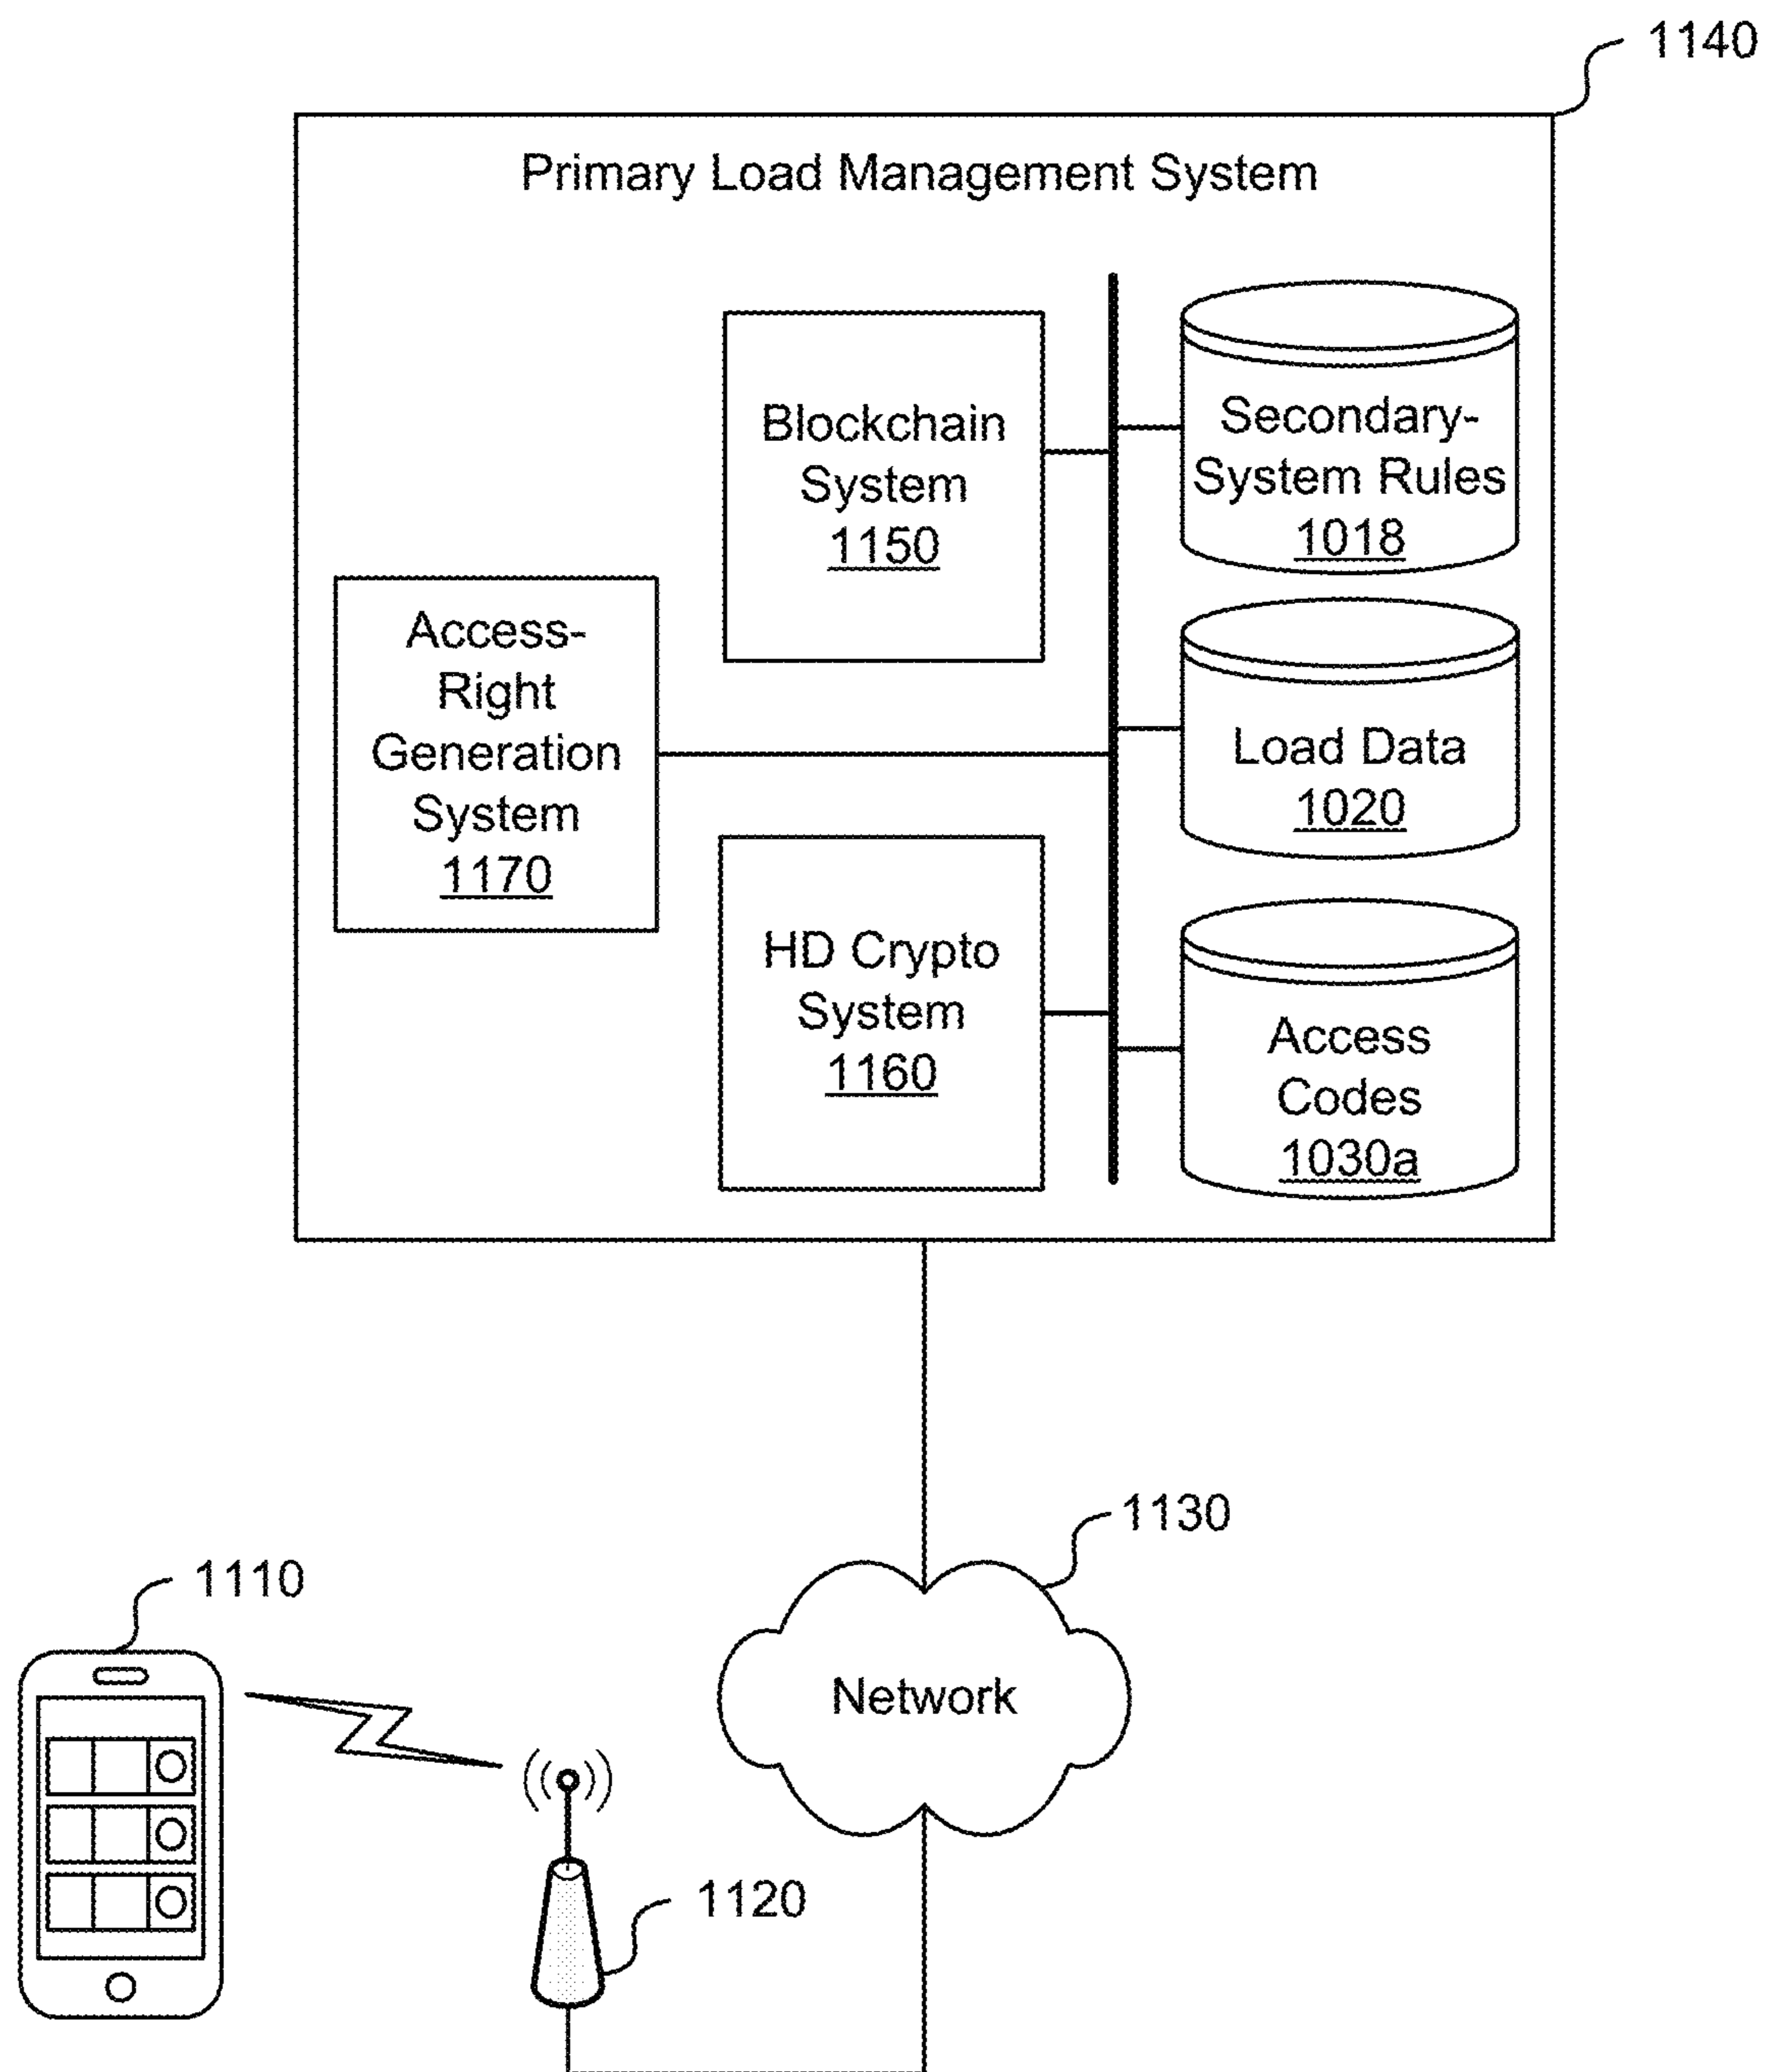 1140
Primary Load Management System
Blockchain
System
1150
Secondary-
System Rules
1018
Access-
Right
Generation
System
1170
Load Data
1020
HD Crypto
System
1160
Access
Codes
1030a
1130
Network
1110
1120